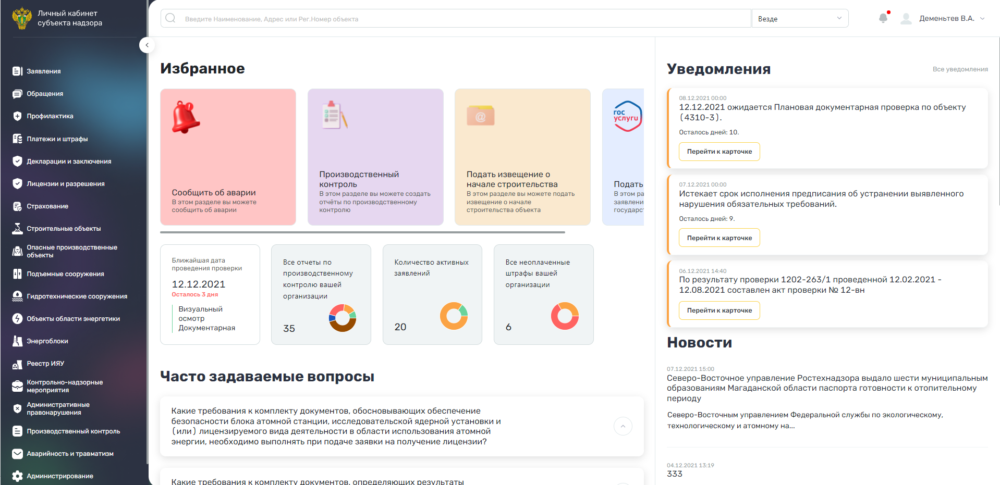 Личный кабинет
субъекта надзора
Заявления
Обращения
Профилактика
Платежи и штрафы
Декларации и заключения
Лицензии и разрешения
Страхование
Строительные объекты
Опасные производственные
объекты
Подъемные сооружения
Гидротехнические сооружения
Объекты области энергетики
Энергоблоки
Реестр ИЯУ
Контрольно-надзорные
мероприятия
Административные
правонарушения
Производственный контроль
Аварийность и травматизм
Администрирование
Введите Наименование, Адрес или Рег.Номер объекта
Везде
Деменьтев В.А.
Избранное
Сообщить об аварии
В этом разделе вы можете
сообщить об аварии
Производственный
контроль
В этом разделе вы можете создать
отчёты по производственному
контролю
@
Подать извещение о
начале строительства
В этом разделе вы можете подать
извещение о начале
строительства объекта
гос
услуги
Подать
В этом ра
заявлени
государст
Ближайшая дата
проведения проверки
12.12.2021
Осталось 3 дня
Визуальный
осмотр
Документарная
Все отчеты по
производственному
контролю вашей
организации
35
Количество активных
заявлений
20
Все неоплаченные
штрафы вашей
организации
6
Часто задаваемые вопросы
Какие требования к комплекту документов, обосновывающих обеспечение
безопасности блока атомной станции, исследовательской ядерной установки и
(или) лицензируемого вида деятельности в области использования атомной
энергии, необходимо выполнять при подаче заявки на получение лицензии?
Какие требования к комплекту документов, определяющих результаты
Уведомления
Все уведомления
08.12.2021 00:00
12.12.2021 ожидается Плановая документарная проверка по объекту
(4310-3).
Осталось дней: 10.
Перейти к карточке
07.12.2021 00:00
Истекает срок исполнения предписания об устранении выявленного
нарушения обязательных требований.
Осталось дней: 9.
Перейти к карточке
06.12.2021 14:40
По результату проверки 1202-263/1 проведенной 12.02.2021 -
12.08.2021 составлен акт проверки № 12-вн
Перейти к карточке
Новости
07.12.2021 15:00
Северо-Восточное управление Ростехнадзора выдало шести муниципальным
образованиям Магаданской области паспорта готовности к отопительному
периоду
Северо-Восточным управлением Федеральной службы по экологическому,
технологическому и атомному на...
04.12.2021 13:19
333